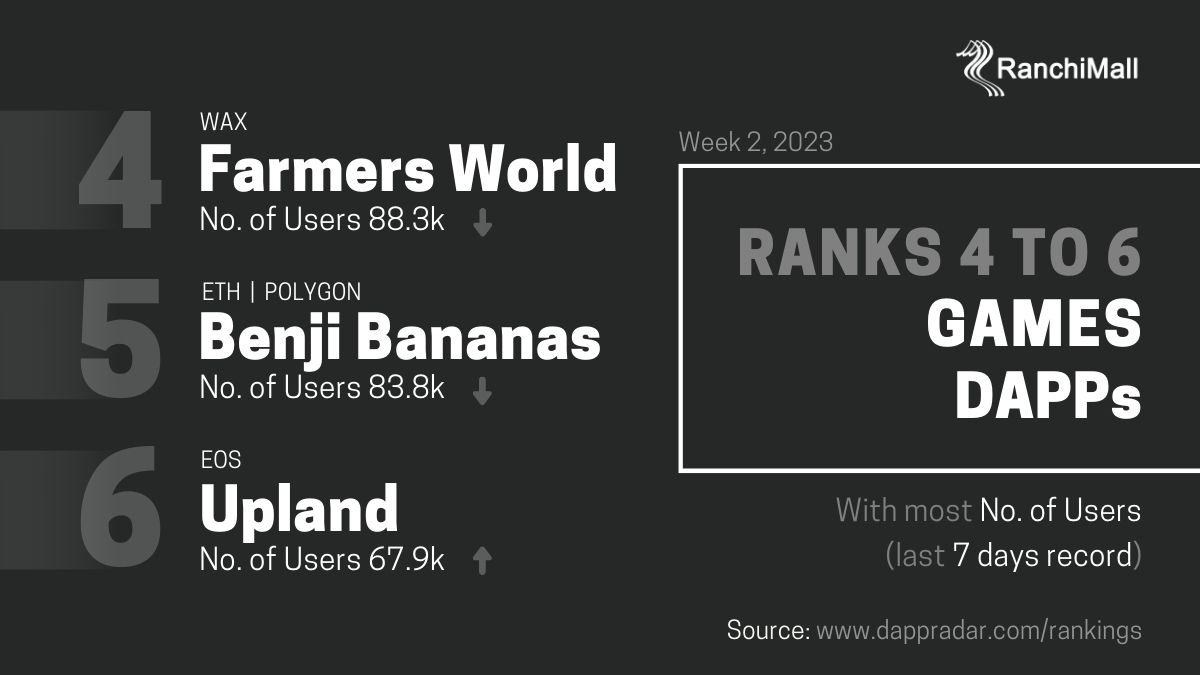 RanchiMall
4
WAX
Farmers World
No. of Users 88.3k
5
ETH | POLYGON
Benji Bananas
No. of Users 83.8k
6
EOS
Upland
No. of Users 67.9k
Week 2, 2023
RANKS 4 TO 6
GAMES
DAPPs
With most No. of Users
(last 7 days record)
Source: www.dappradar.com/rankings